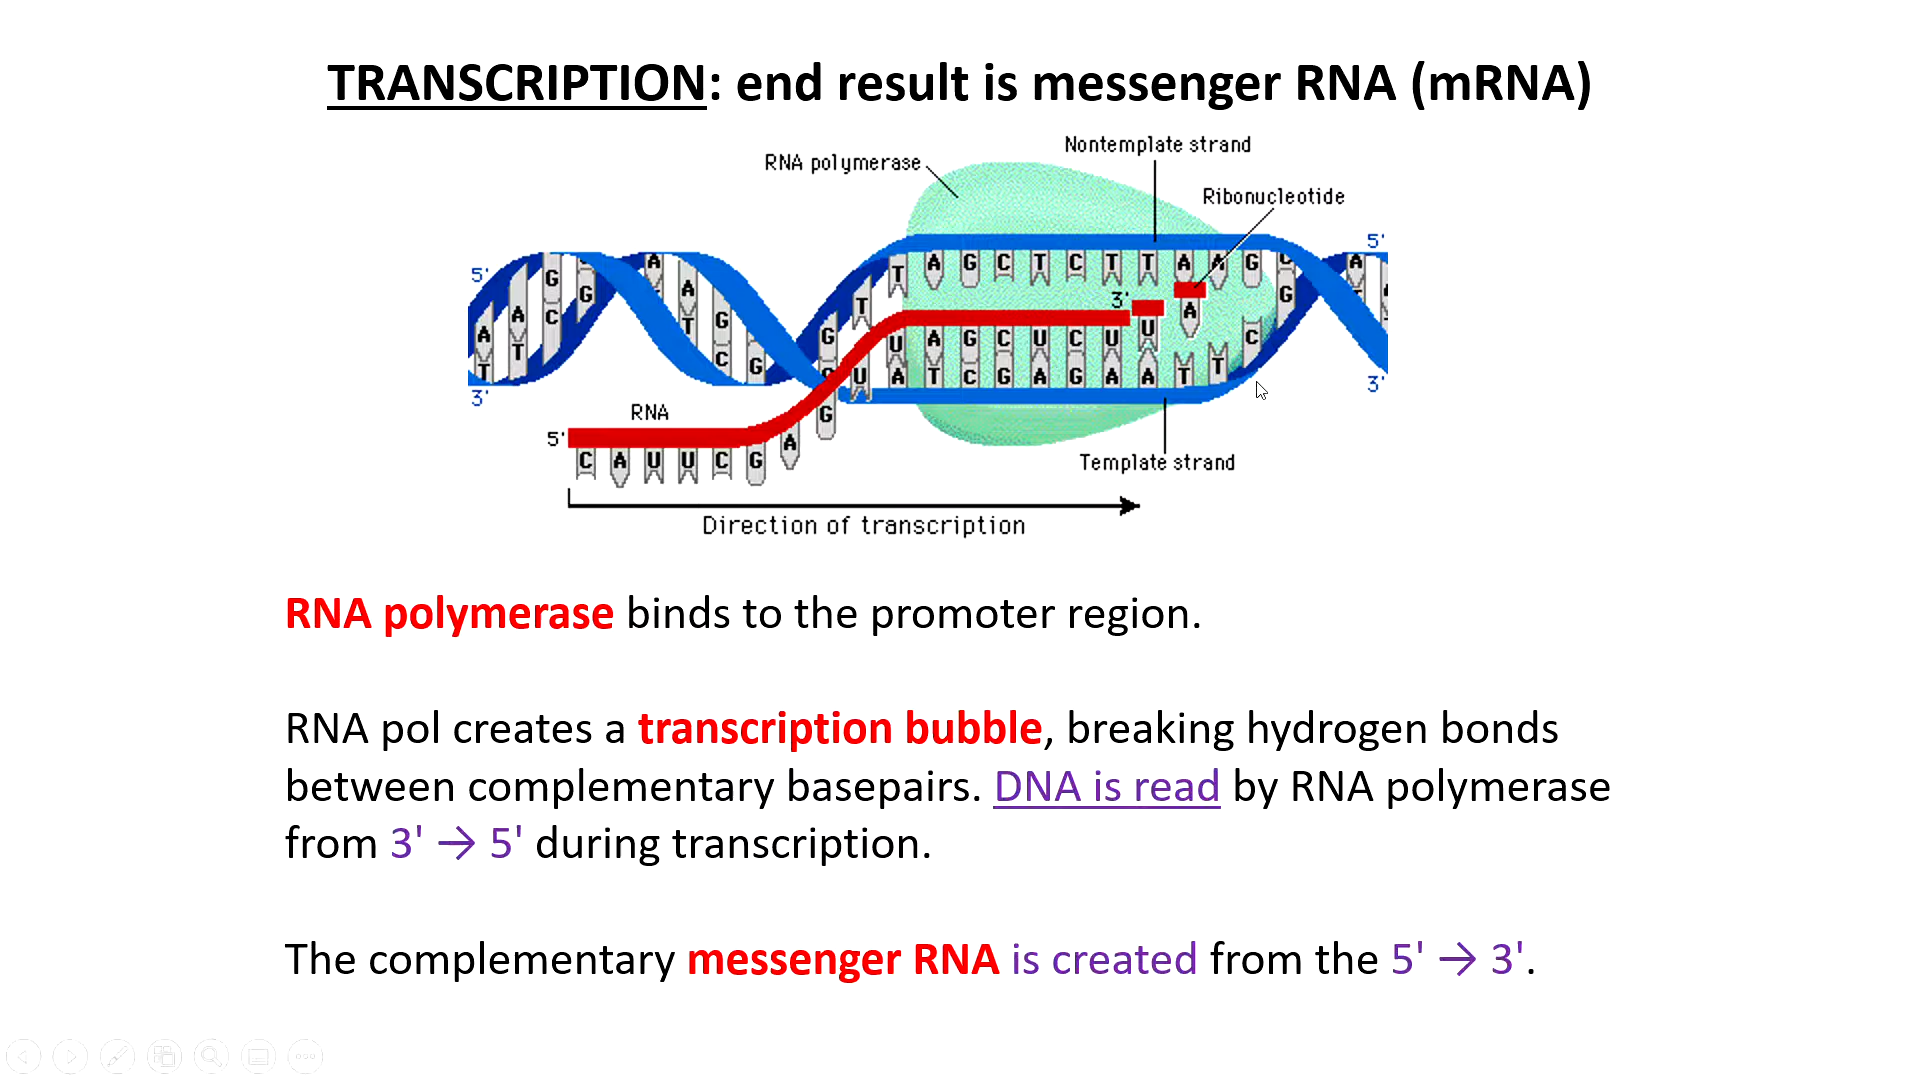 TRANSCRIPTION: end result is messenger RNA (mRNA)
Nontemplate strand
RNA polymerase
Ribonucleotide
5'
5'
T A G C T C T T A A G
3'
U A G C U C U U A
A T C G A G A A T T C
3'
3'
RNA
5'
C A U U C G A G U
Template strand
Direction of transcription
RNA polymerase binds to the promoter region.
RNA pol creates a transcription bubble, breaking hydrogen bonds
between complementary basepairs. DNA is read by RNA polymerase
from 3' → 5' during transcription.
The complementary messenger RNA is created from the 5' → 3'.